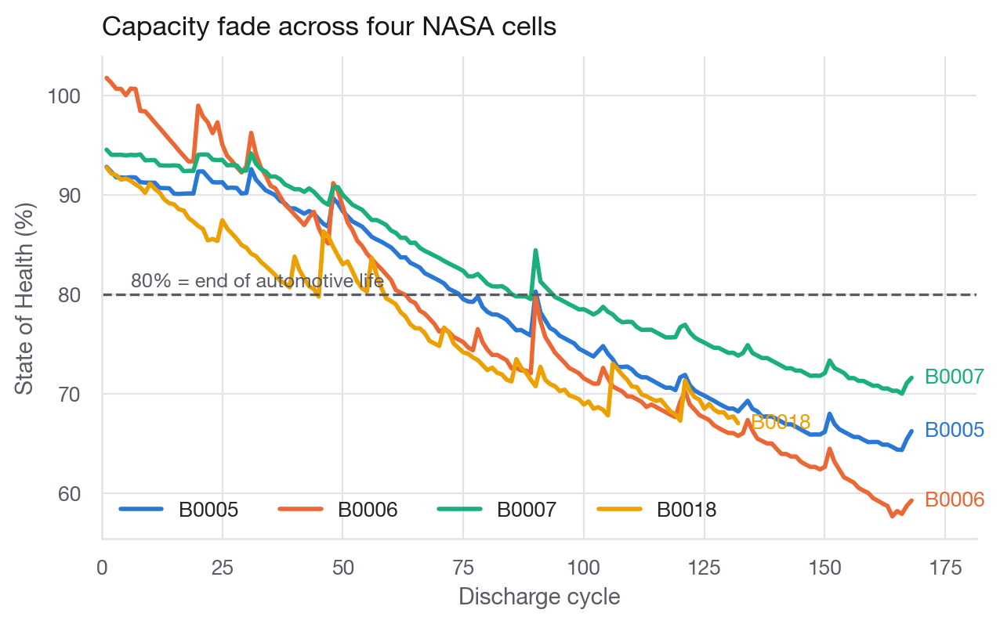 Capacity fade across four NASA cells
State of Health (%)
100
90
80
70
60
80% = end of automotive life
B0007
B0018
B0005
B0006
B0005 B0006 B0007 B0018
0 25 50 75 100 125 150 175
Discharge cycle